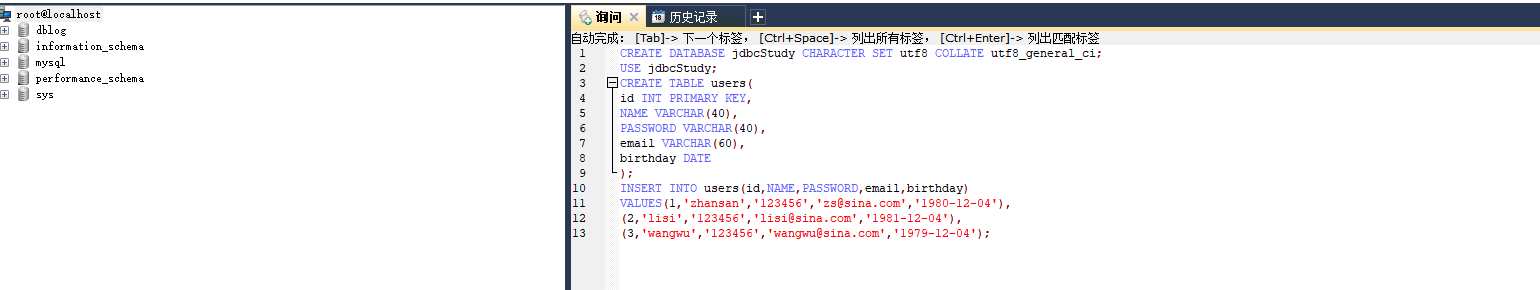 root@localhost
dblog
information_schema
mysql
performance_schema
sys
询问
历史记录
自动完成： [Tab]-> 下一个标签， [Ctrl+Space]-> 列出所有标签， [Ctrl+Enter]-> 列出匹配标签
1 CREATE DATABASE jdbcStudy CHARACTER SET utf8 COLLATE utf8_general_ci;
2 USE jdbcStudy;
3 CREATE TABLE users(
4 id INT PRIMARY KEY,
5 NAME VARCHAR(40),
6 PASSWORD VARCHAR(40),
7 email VARCHAR(60),
8 birthday DATE
9 );
10 INSERT INTO users(id,NAME,PASSWORD,email,birthday)
11 VALUES(1,'zhansan','123456','zs@sina.com','1980-12-04'),
12 (2,'lisi','123456','lisi@sina.com','1981-12-04'),
13 (3,'wangwu','123456','wangwu@sina.com','1979-12-04');